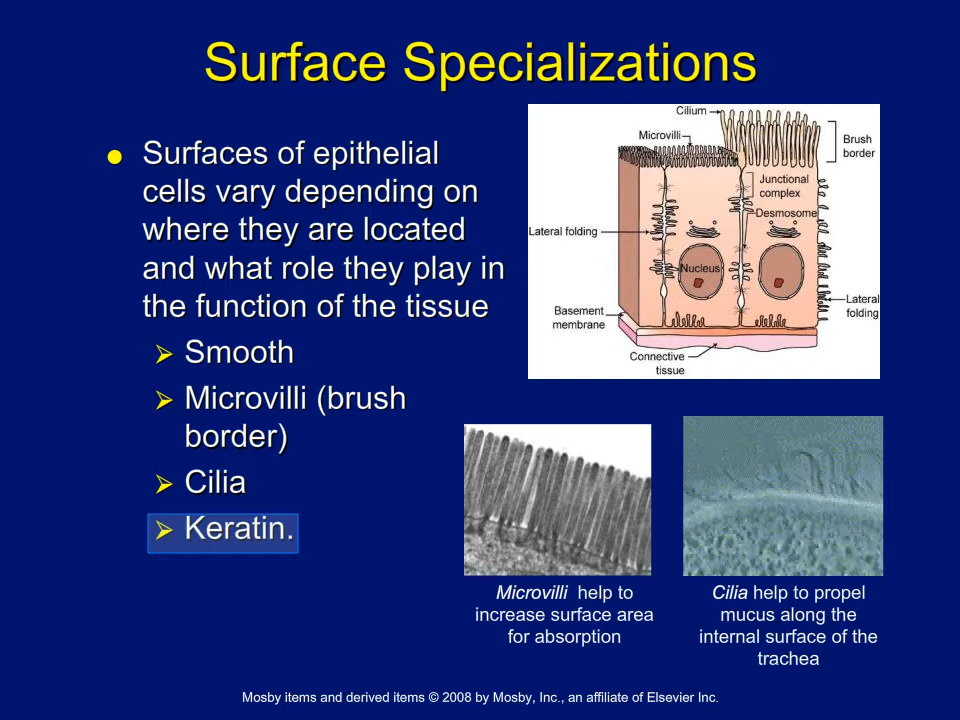 Surface Specializations
Surfaces of epithelial
cells vary depending on
where they are located
and what role they play in
the function of the tissue
Smooth
Microvilli (brush
border)
Cilia
Keratin.
Cilium
Microvilli
Brush
border
Junctional
complex
Desmosome
Lateral folding
Nucleus
Basement
membrane
Lateral
folding
Connective
tissue
Microvilli help to
increase surface area
for absorption
Cilia help to propel
mucus along the
internal surface of the
trachea
Mosby items and derived items © 2008 by Mosby, Inc., an affiliate of Elsevier Inc.